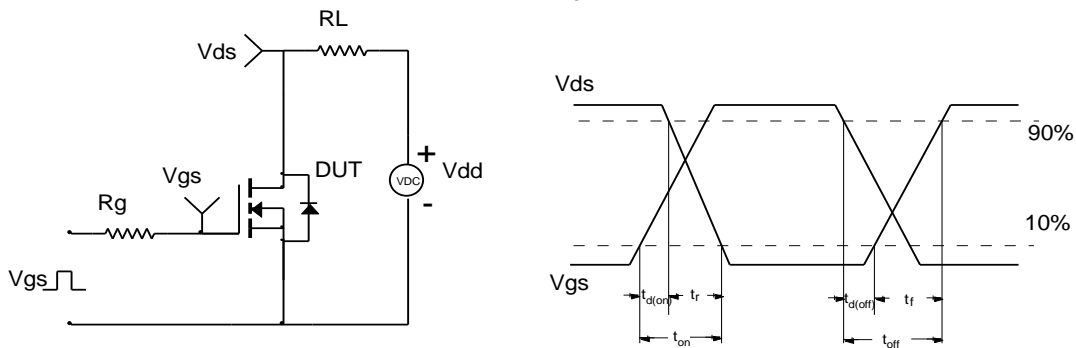 RL
Vds
Vgs
Rg
DUT
+
VDC
Vdd
-
Vgs
Vds
90%
10%
Vgs
td(on)
tr
td(off)
tf
ton
toff